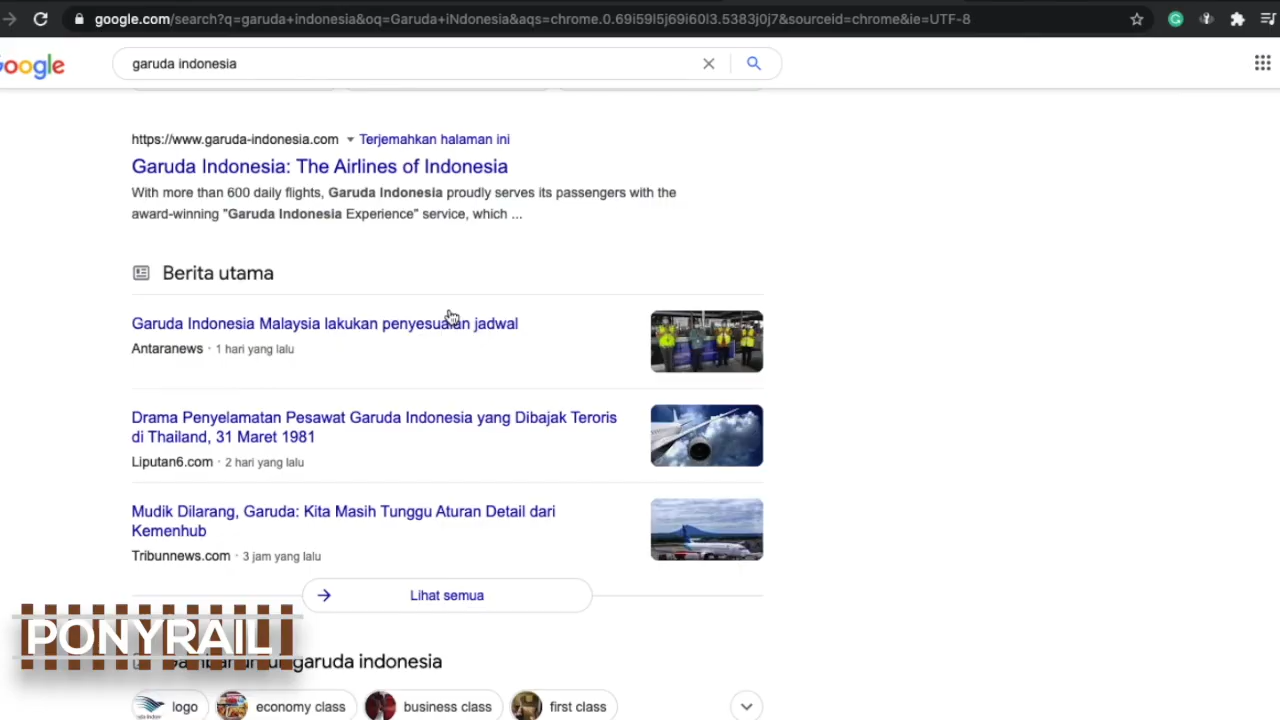 google.com/search?q=garuda+indonesia&oq=Garuda+iNdonesia&aqs=chrome.0.69i59l5j69i60l3.5383j0j7&sourceid=chrome&ie=UTF-8
Google
garuda indonesia
https://www.garuda-indonesia.com Terjemahkan halaman ini
Garuda Indonesia: The Airlines of Indonesia
With more than 600 daily flights, Garuda Indonesia proudly serves its passengers with the
award-winning "Garuda Indonesia Experience" service, which ...
Berita utama
Garuda Indonesia Malaysia lakukan penyesuaian jadwal
Antaranews · 1 hari yang lalu
Drama Penyelamatan Pesawat Garuda Indonesia yang Dibajak Teroris
di Thailand, 31 Maret 1981
Liputan6.com · 2 hari yang lalu
Mudik Dilarang, Garuda: Kita Masih Tunggu Aturan Detail dari
Kemenhub
Tribunnews.com · 3 jam yang lalu
Lihat semua
PONYRAIL
garuda indonesia
logo
economy class
business class
first class